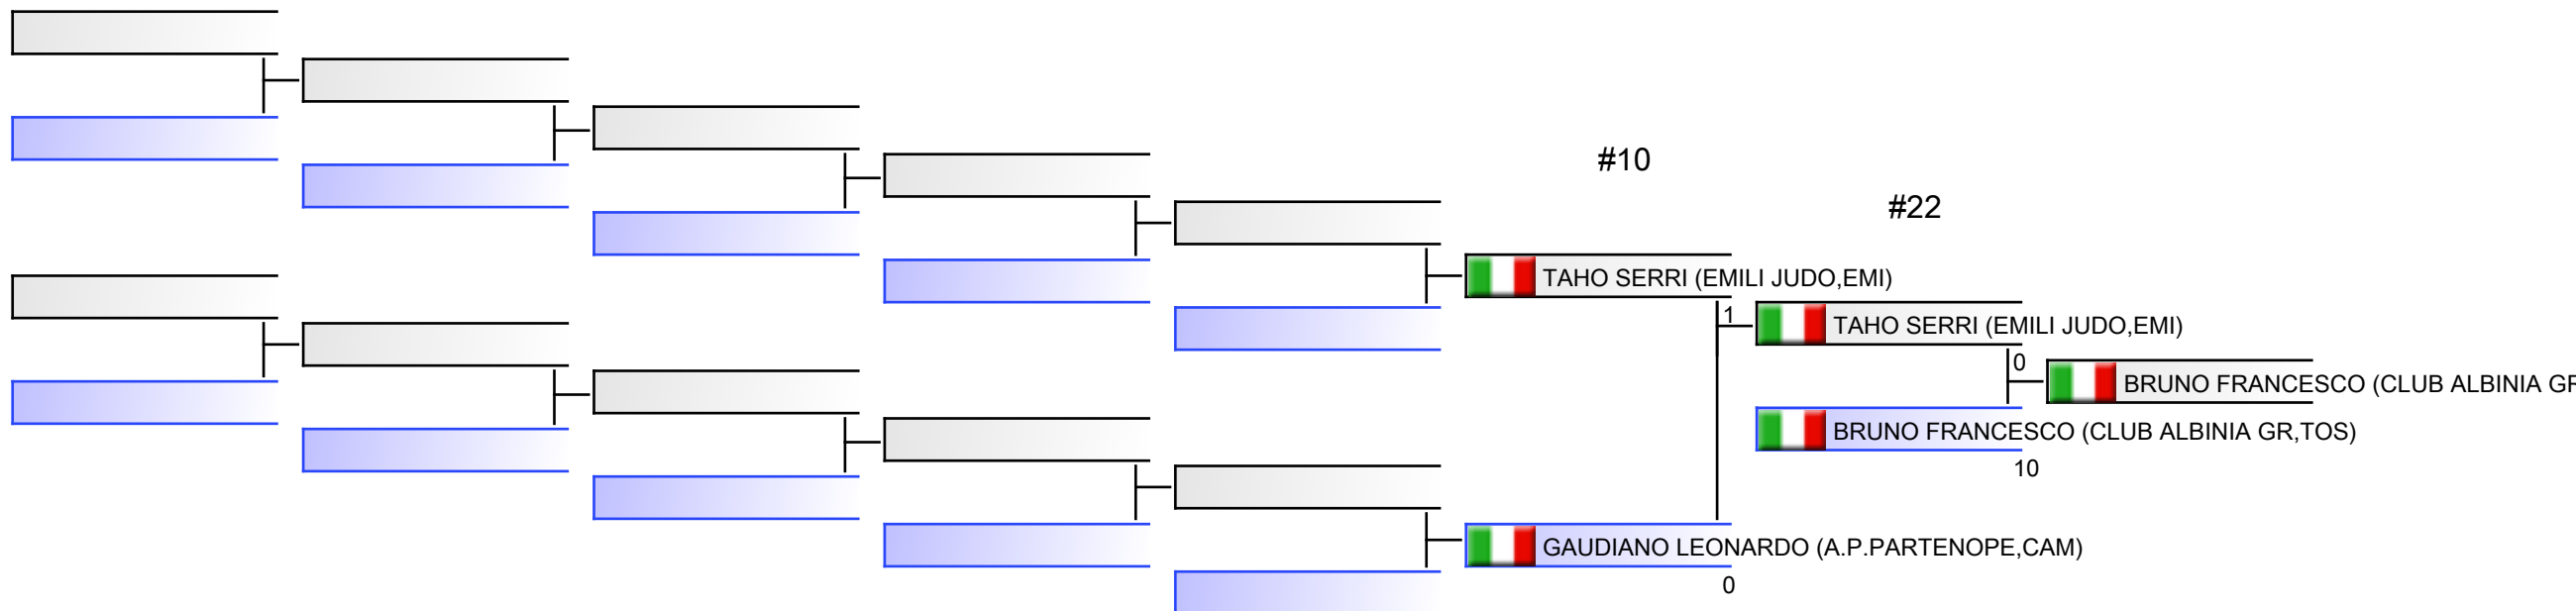 #10
#22
TAHO SERRI (EMILI JUDO,EMI)
1
TAHO SERRI (EMILI JUDO,EMI)
0
BRUNO FRANCESCO (CLUB ALBINIA GR
BRUNO FRANCESCO (CLUB ALBINIA GR,TOS)
10
GAUDIANO LEONARDO (A.P.PARTENOPE,CAM)
0